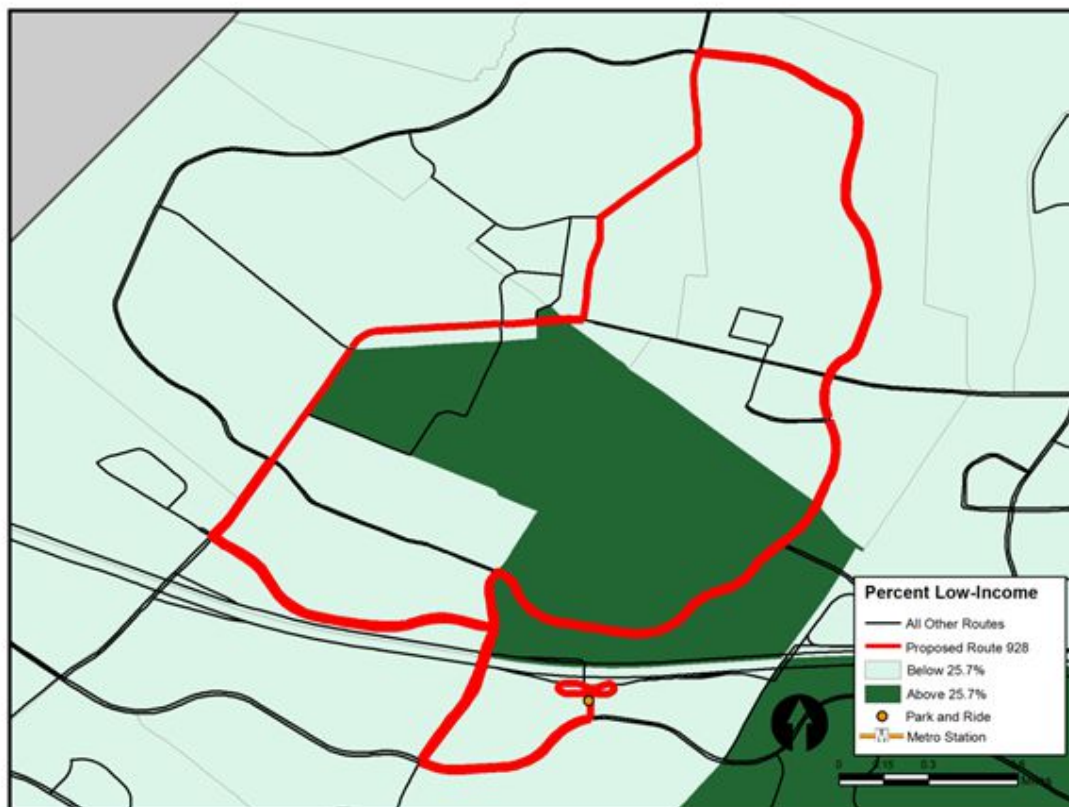 Percent Low-Income
All Other Routes
Proposed Route 928
Below 25.7%
Above 25.7%
Park and Ride
Metro Station
0 0.3